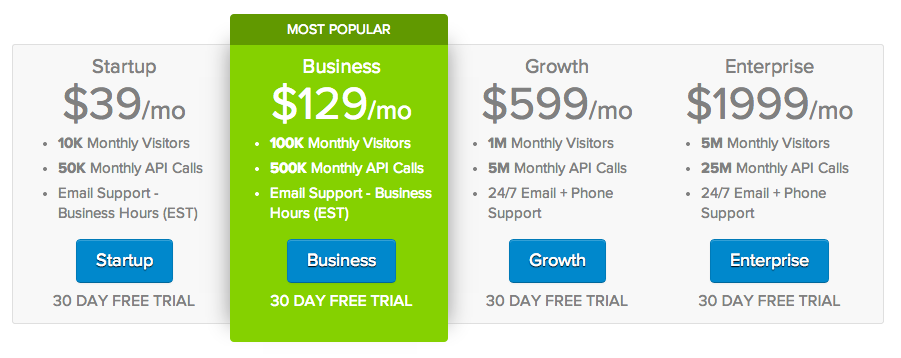 MOST POPULAR
Startup
$39/mo
• 10K Monthly Visitors
• 50K Monthly API Calls
• Email Support -
Business Hours (EST)
Startup
30 DAY FREE TRIAL
Business
$129/mo
• 100K Monthly Visitors
• 500K Monthly API Calls
• Email Support - Business
Hours (EST)
Business
30 DAY FREE TRIAL
Growth
$599/mo
• 1M Monthly Visitors
• 5M Monthly API Calls
• 24/7 Email + Phone
Support
Growth
30 DAY FREE TRIAL
Enterprise
$1999/mo
• 5M Monthly Visitors
• 25M Monthly API Calls
• 24/7 Email + Phone
Support
Enterprise
30 DAY FREE TRIAL